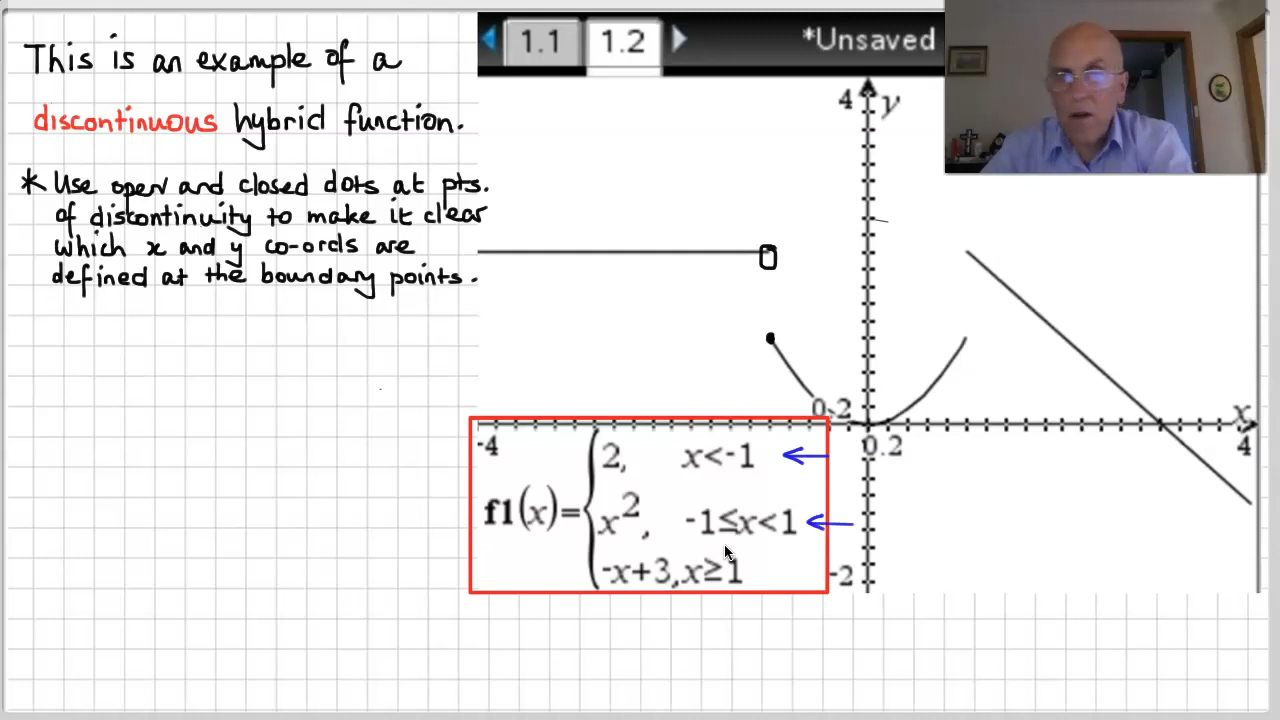 This is an example of a
discontinuous hybrid function.
* Use open and closed dots at pts.
of discontinuity to make it clear
which x and y co-ords are
defined at the boundary points.
1.1 1.2 *Unsaved
4 y
0.2
x
-4 0.2 4
2, x<-1
f1(x)= x², -1≤x<1
-x+3,x≥1
-2